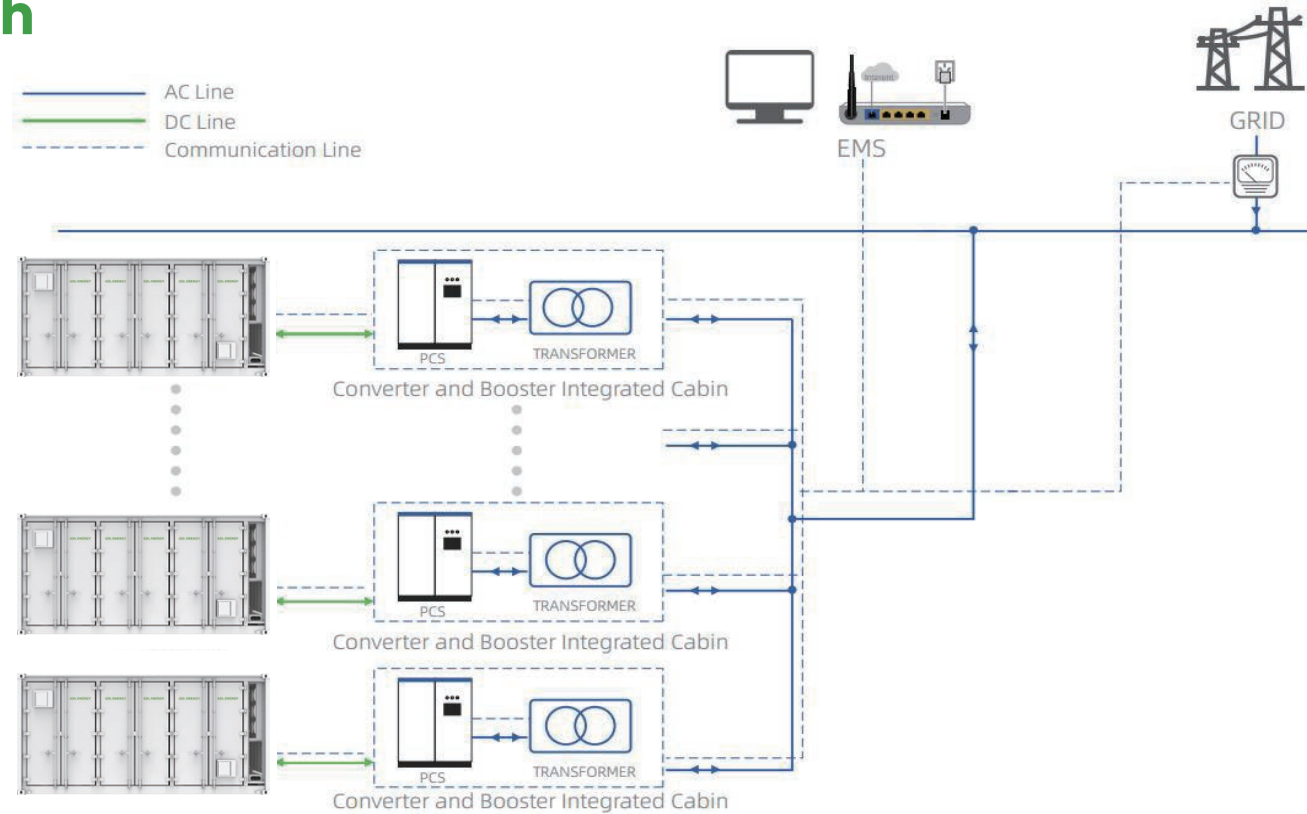 h
AC Line
DC Line
Communication Line
EMS
GRID
PCS
TRANSFORMER
Converter and Booster Integrated Cabin
PCS
TRANSFORMER
Converter and Booster Integrated Cabin
PCS
TRANSFORMER
Converter and Booster Integrated Cabin